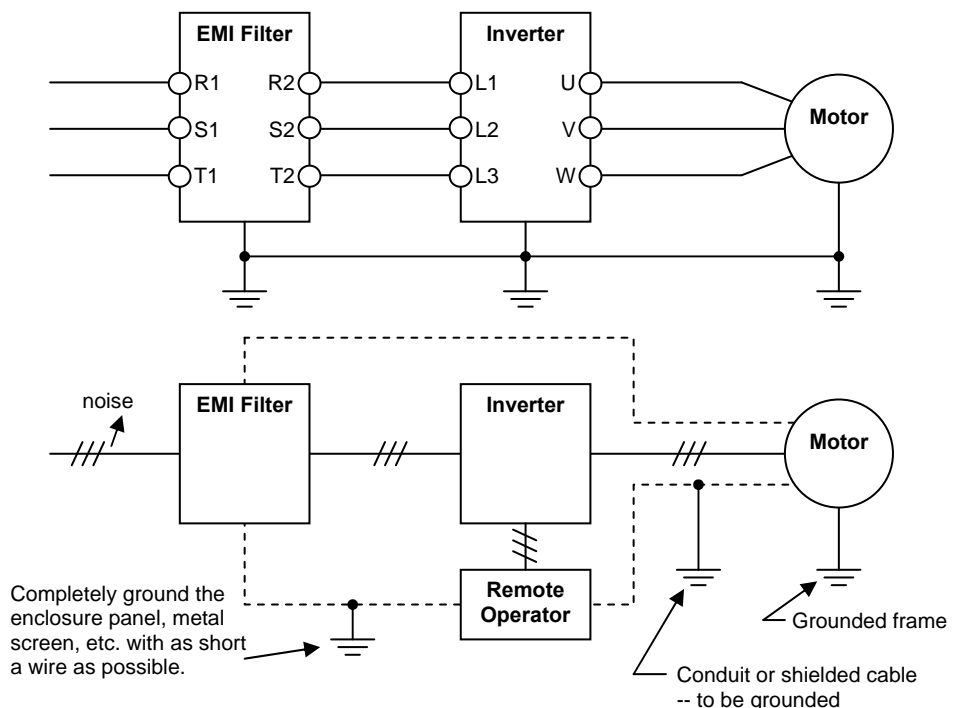 EMI Filter
Inverter
R1
R2
L1
U
Motor
S1
S2
L2
V
T1
T2
L3
W
noise
EMI Filter
Inverter
Motor
Remote
Operator
Completely ground the
enclosure panel, metal
screen, etc. with as short
a wire as possible.
Grounded frame
Conduit or shielded cable
-- to be grounded